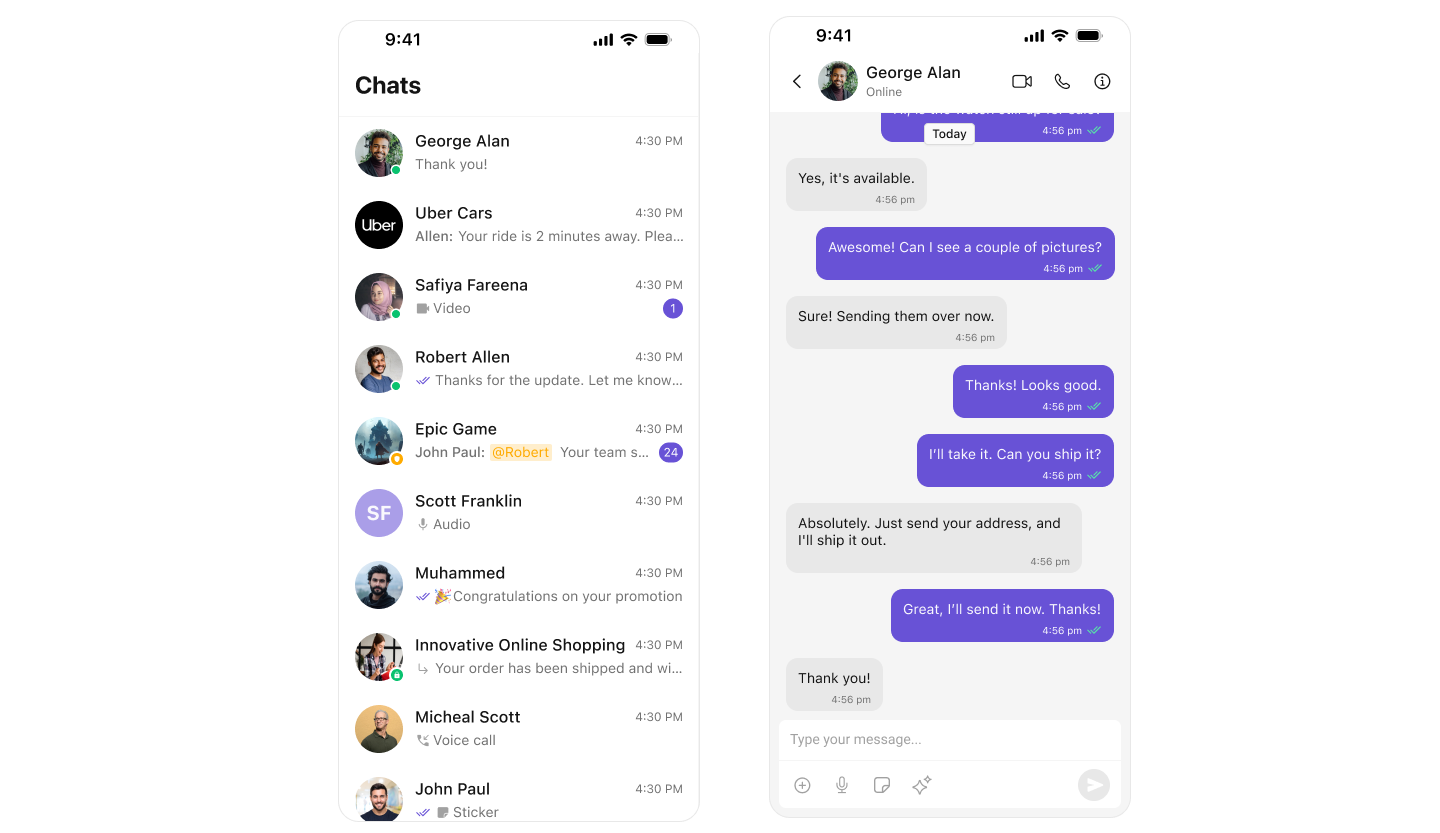 9:41
Chats
George Alan 4:30 PM
Thank you!
Uber
Uber Cars 4:30 PM
Allen: Your ride is 2 minutes away. Plea...
Safiya Fareena 4:30 PM
Video 1
Robert Allen 4:30 PM
Thanks for the update. Let me know...
Epic Game 4:30 PM
John Paul: @Robert Your team s... 24
SF
Scott Franklin 4:30 PM
Audio
Muhammed 4:30 PM
🎉Congratulations on your promotion
Innovative Online Shopping 4:30 PM
Your order has been shipped and wi...
Micheal Scott 4:30 PM
Voice call
John Paul 4:30 PM
Sticker
9:41
George Alan
Online
4:56 pm
Today
Yes, it's available.
4:56 pm
Awesome! Can I see a couple of pictures?
4:56 pm
Sure! Sending them over now.
4:56 pm
Thanks! Looks good.
4:56 pm
I’ll take it. Can you ship it?
4:56 pm
Absolutely. Just send your address, and
I'll ship it out.
4:56 pm
Great, I’ll send it now. Thanks!
4:56 pm
Thank you!
4:56 pm
Type your message...